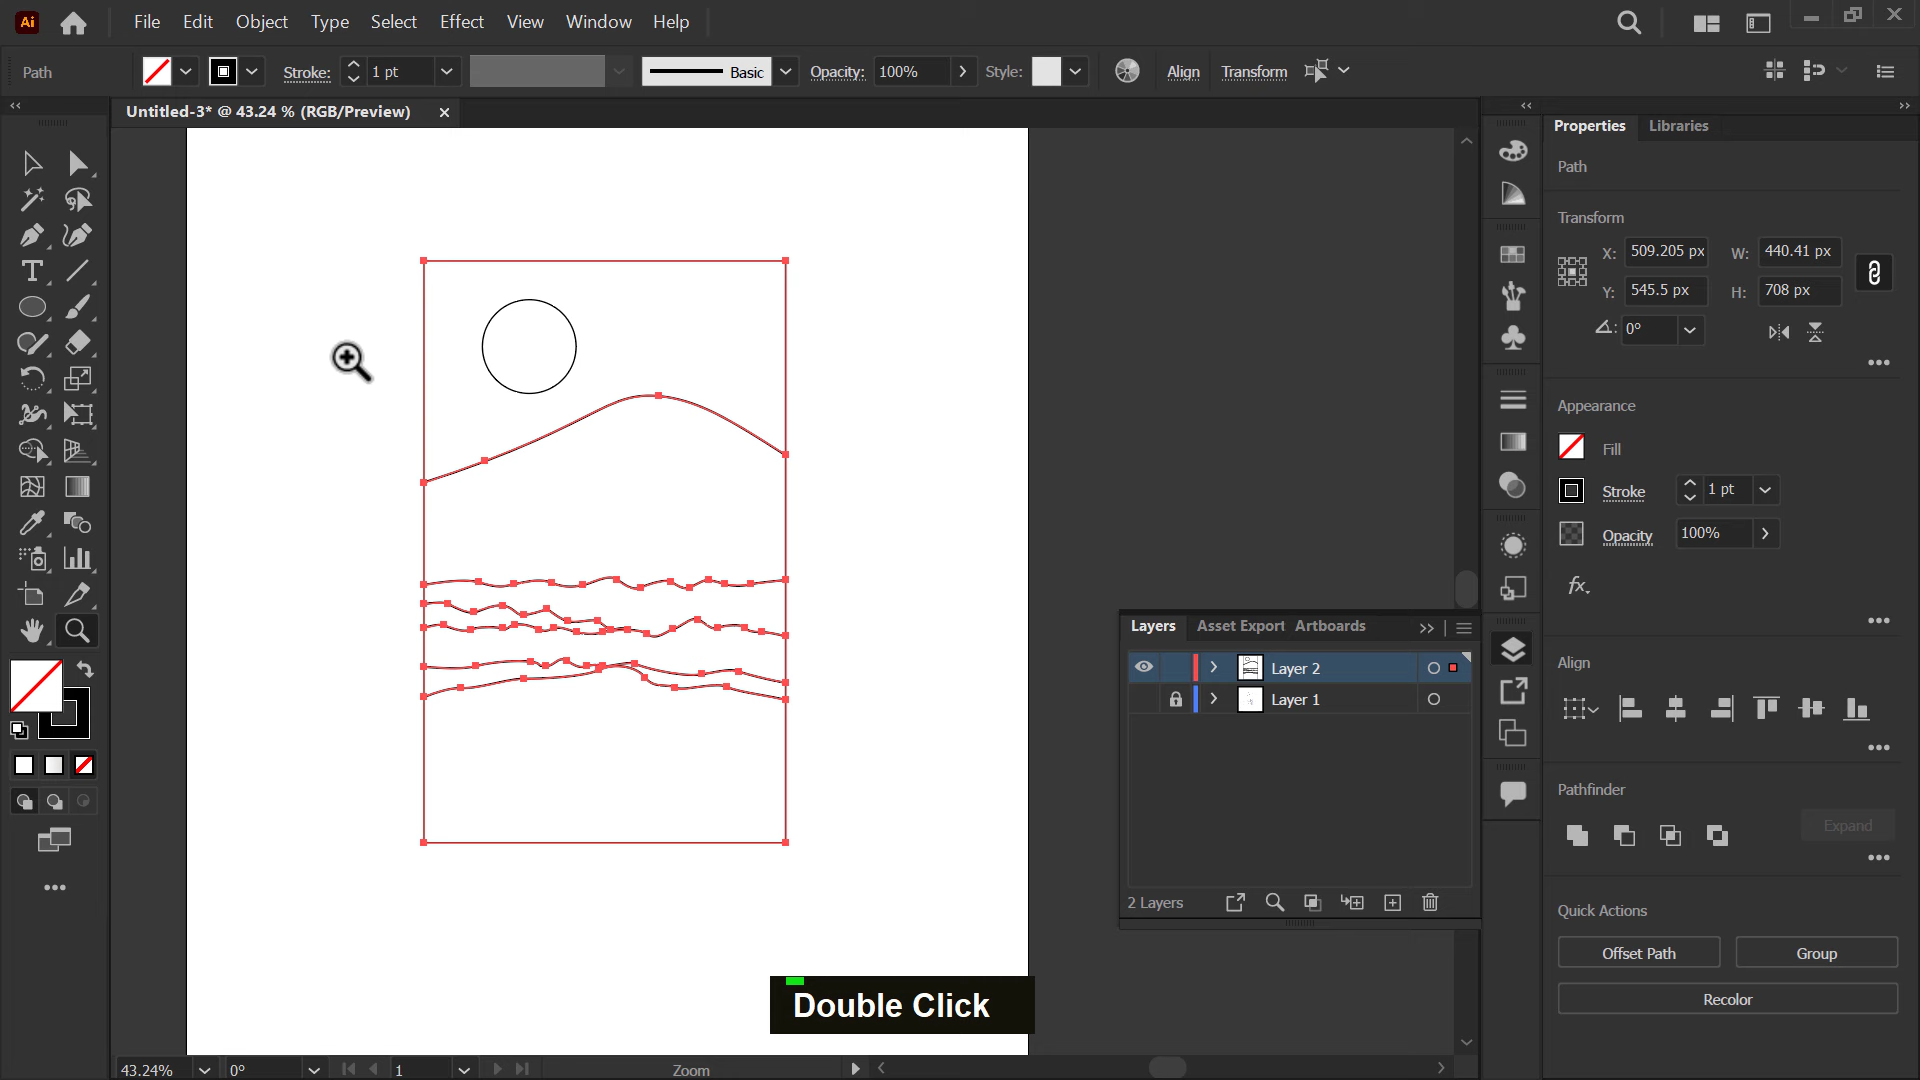 Ai File Edit Object Type Select Effect View Window Help
Path Stroke: 1 pt Basic Opacity: 100% Style: Align Transform
Untitled-3* @ 43.24 % (RGB/Preview)
Properties Libraries
Path
Transform
X: 509.205 px W: 440.41 px
Y: 545.5 px H: 708 px
0°
Appearance
Fill
Stroke 1 pt
Opacity 100%
fx.
Layers Asset Export Artboards
Layer 2
Layer 1
2 Layers
Align
Pathfinder
Expand
Quick Actions
Offset Path Group
Recolor
Double Click
43.24% 0° 1 Zoom